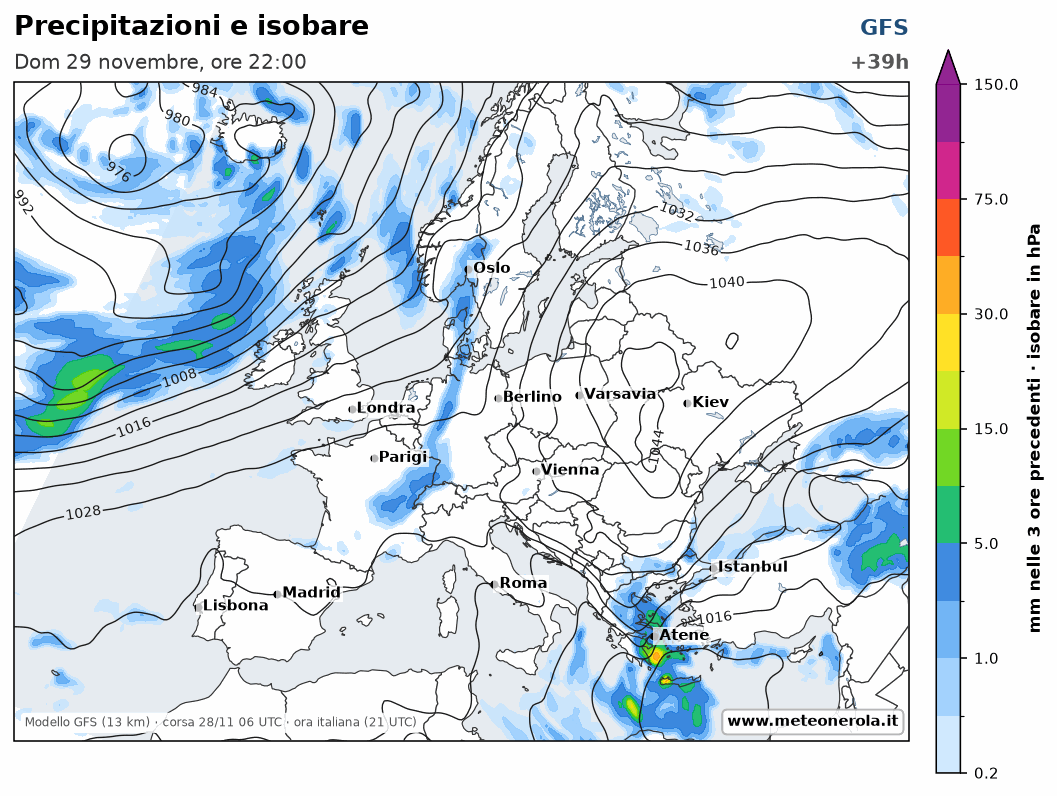 Precipitazioni e isobare
GFS
Dom 29 novembre, ore 22:00
+39h
984
980
976
992
1032
1036
1040
Oslo
1008
Berlino
Varsavia
Kiev
Londra
1016
1044
Parigi
Vienna
1028
Istanbul
Roma
Madrid
Lisbona
1016
Atene
Modello GFS (13 km) · corsa 28/11 06 UTC · ora italiana (21 UTC)
www.meteonerola.it
150.0
75.0
30.0
15.0
5.0
1.0
0.2
mm nelle 3 ore precedenti · isobare in hPa